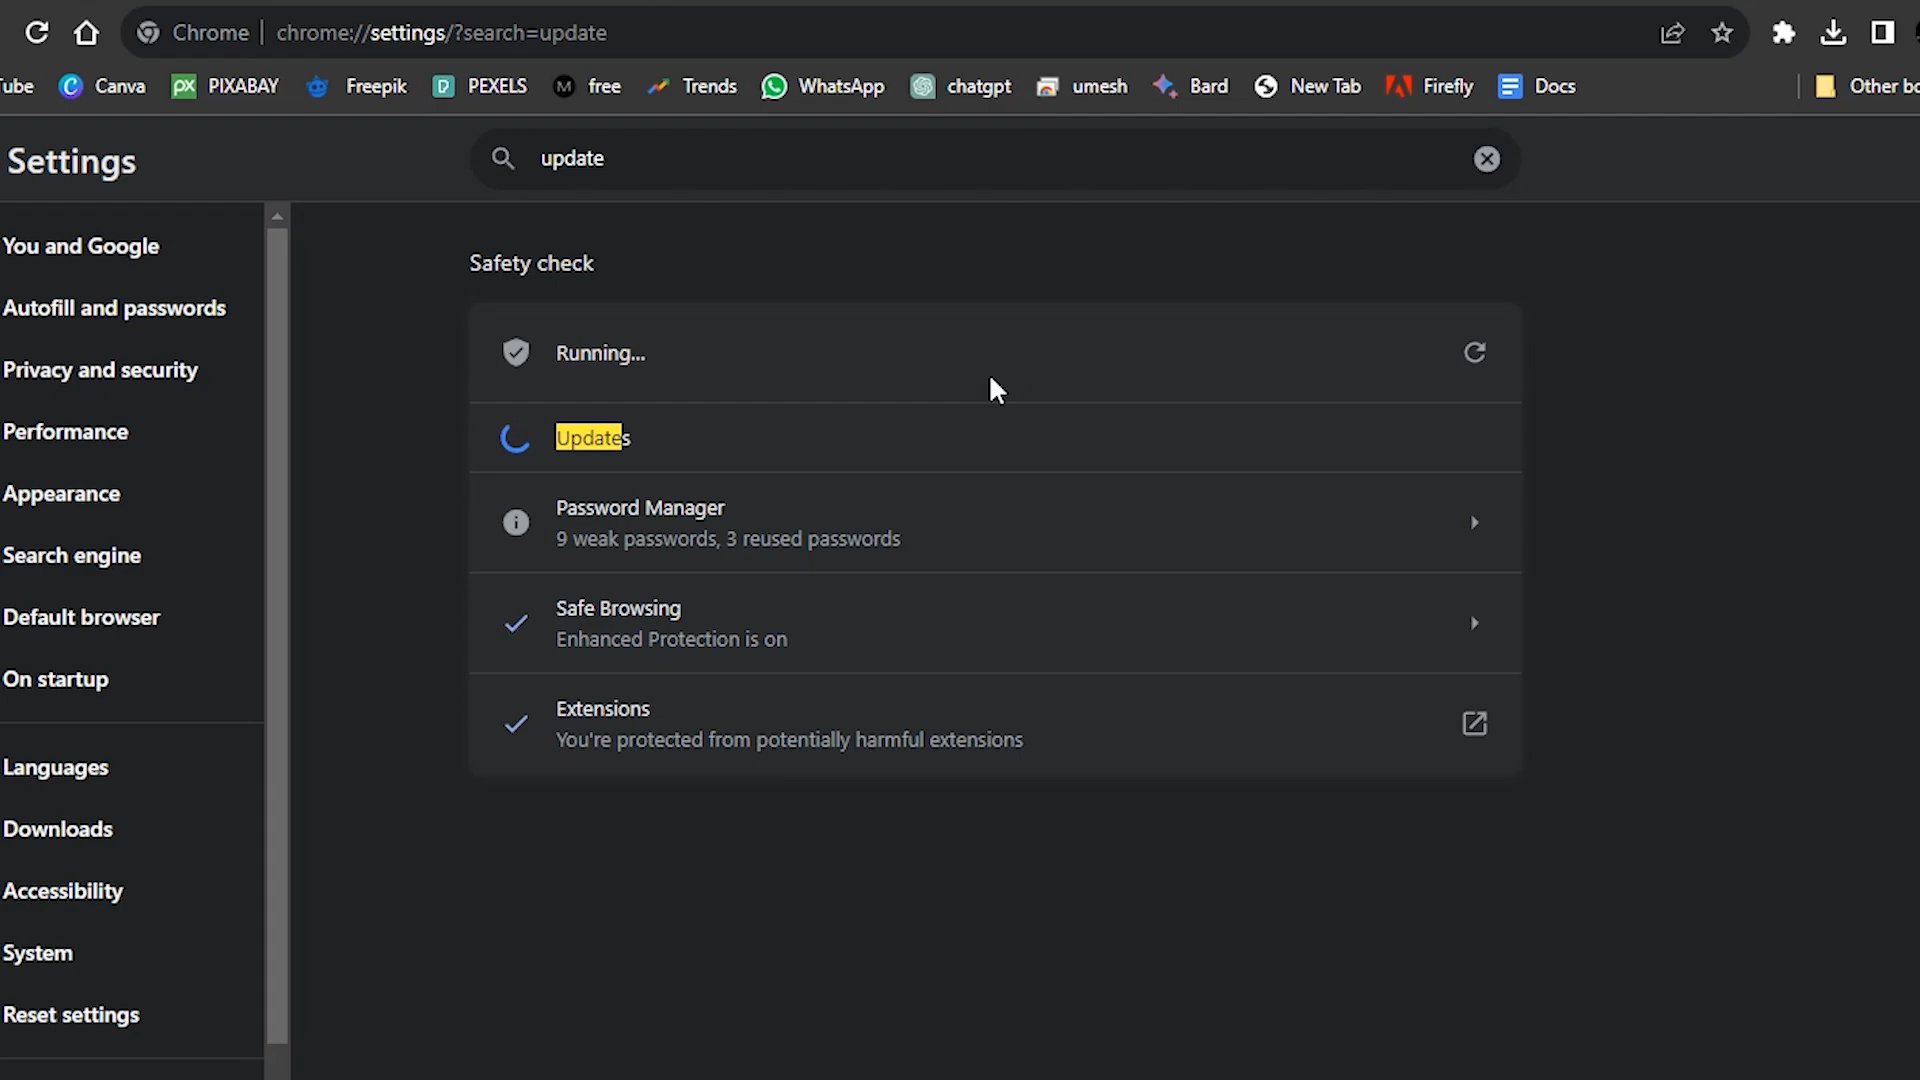 Chrome | chrome://settings/?search=update
Tube Canva PIXABAY Freepik PEXELS free Trends WhatsApp chatgpt umesh Bard New Tab Firefly Docs Other
Settings
update
You and Google
Autofill and passwords
Privacy and security
Performance
Appearance
Search engine
Default browser
On startup
Languages
Downloads
Accessibility
System
Reset settings
Safety check
Running...
Updates
Password Manager
9 weak passwords, 3 reused passwords
Safe Browsing
Enhanced Protection is on
Extensions
You're protected from potentially harmful extensions